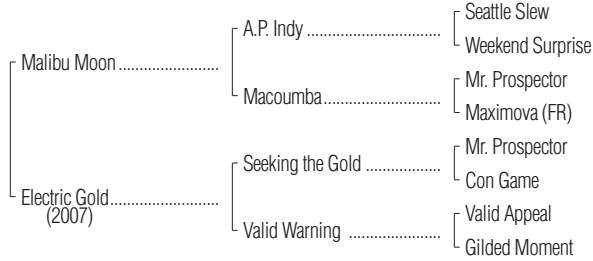 Seattle Slew
A.P. Indy ..............................
Weekend Surprise
Malibu Moon ........................
Mr. Prospector
Macoumba..........................
Maximova (FR)
Mr. Prospector
Seeking the Gold .................
Con Game
Electric Gold..........................
(2007)
Valid Appeal
Valid Warning .....................
Gilded Moment